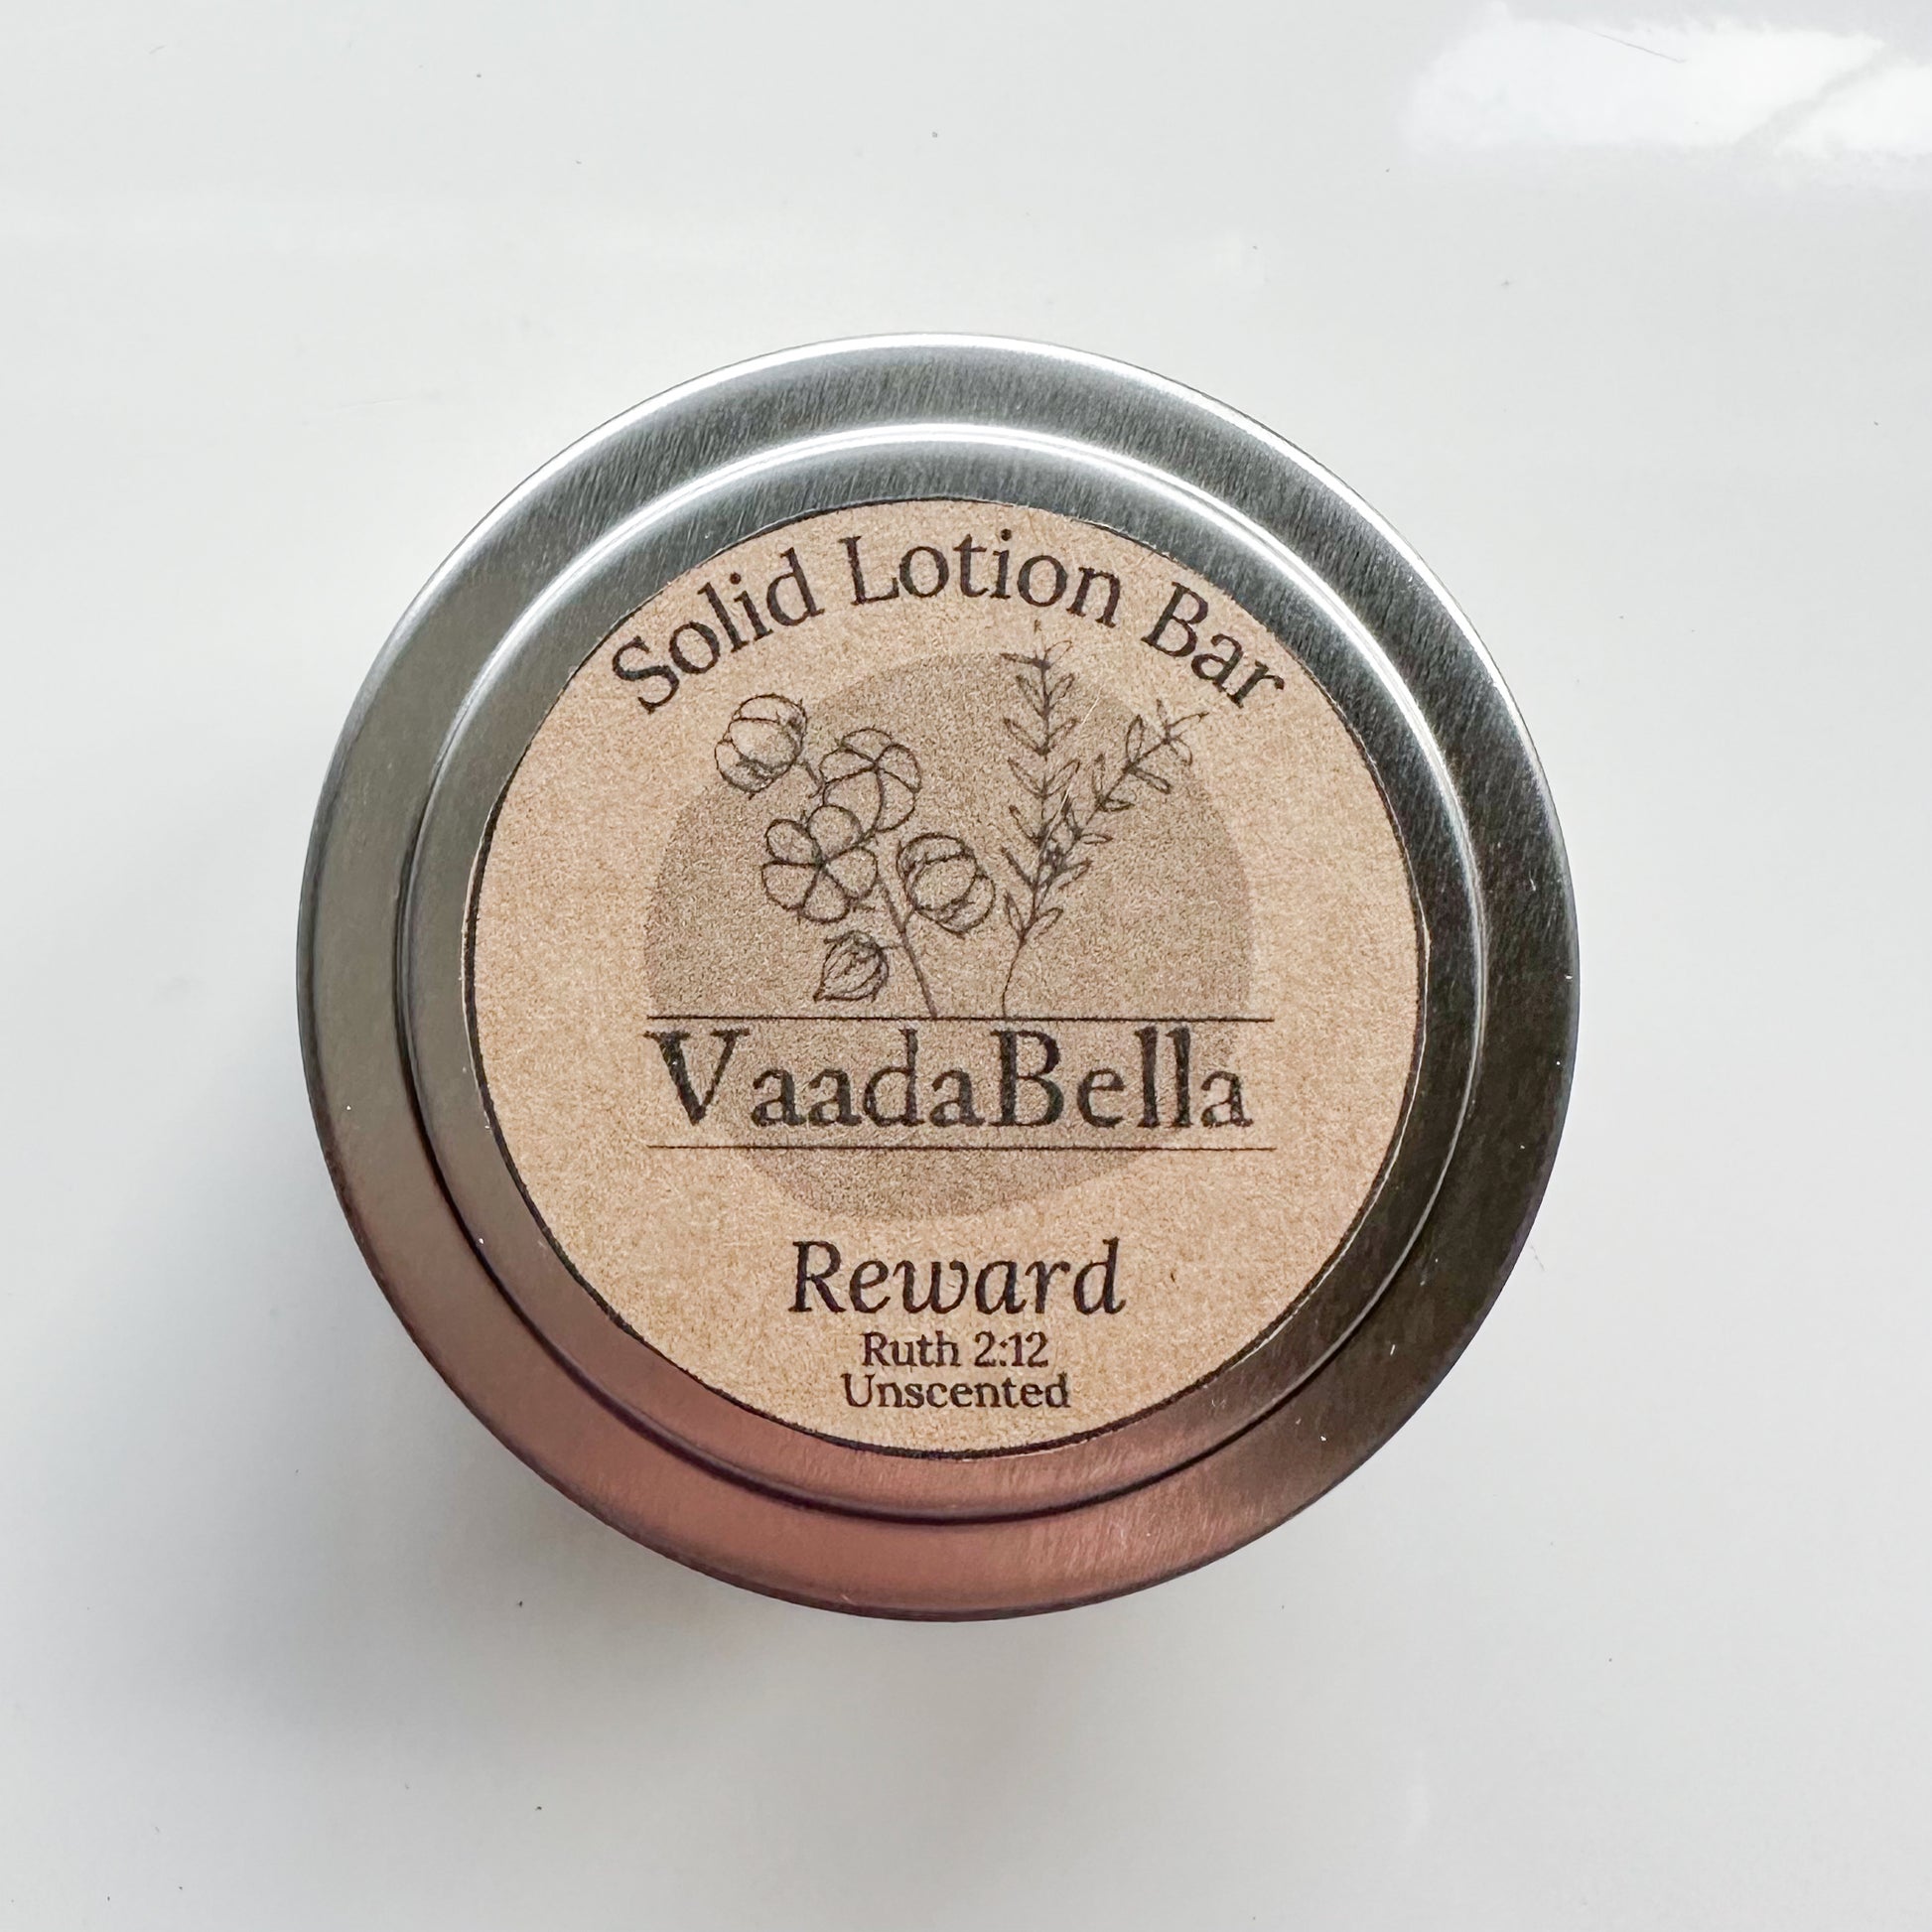 Solid Lotion Bar
VaadaBella
Reward
Ruth 2:12
Unscented